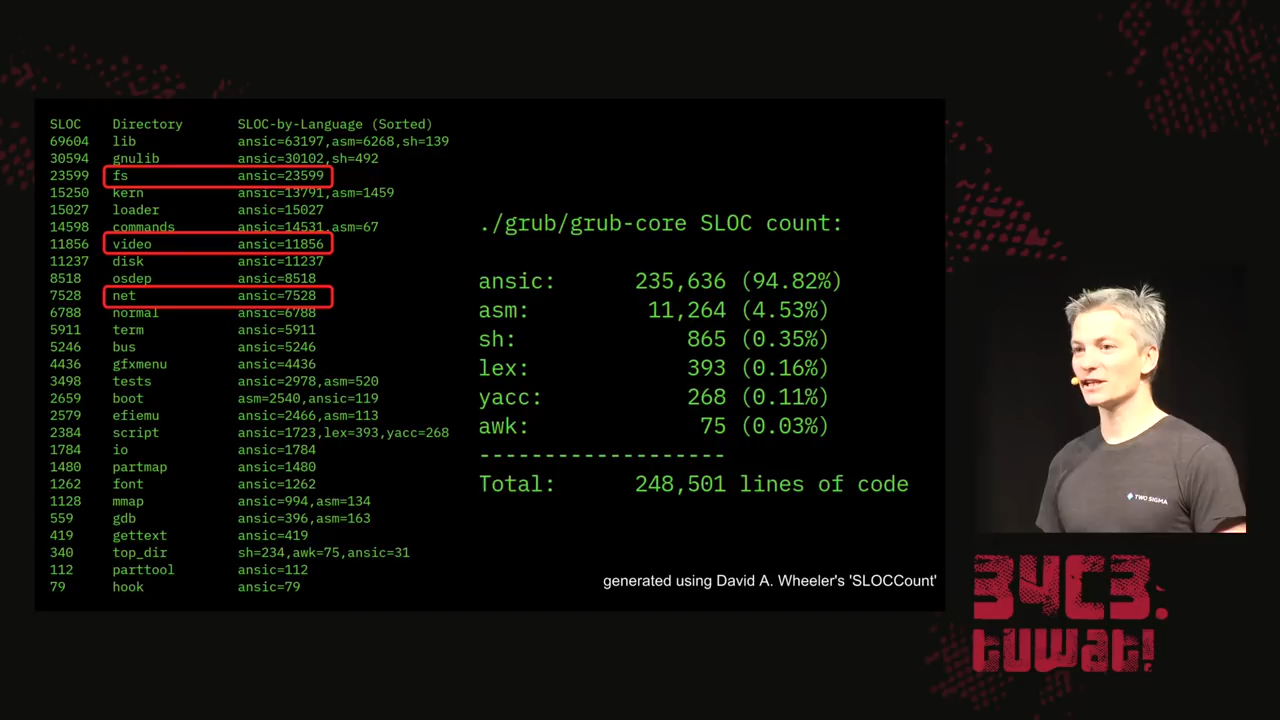 SLOC Directory SLOC-by-Language (Sorted)
69604 lib ansic=63197,asm=6268,sh=139
30594 gnulib ansic=30102,sh=492
23599 fs ansic=23599
15250 kern ansic=13791,asm=1459
15027 loader ansic=15027
14598 commands ansic=14531,asm=67
11856 video ansic=11856
11237 disk ansic=11237
8518 osdep ansic=8518
7528 net ansic=7528
6788 normal ansic=6788
5911 term ansic=5911
5246 bus ansic=5246
4436 gfxmenu ansic=4436
3498 tests ansic=2978,asm=520
2659 boot asm=2540,ansic=119
2579 efiemu ansic=2466,asm=113
2384 script ansic=1723,lex=393,yacc=268
1784 io ansic=1784
1480 partmap ansic=1480
1262 font ansic=1262
1128 mmap ansic=994,asm=134
559 gdb ansic=396,asm=163
419 gettext ansic=419
340 top_dir sh=234,awk=75,ansic=31
112 parttool ansic=112
79 hook ansic=79
./grub/grub-core SLOC count:
ansic: 235,636 (94.82%)
asm: 11,264 (4.53%)
sh: 865 (0.35%)
lex: 393 (0.16%)
yacc: 268 (0.11%)
awk: 75 (0.03%)
-------------------
Total: 248,501 lines of code
generated using David A. Wheeler's 'SLOCCount'
TWO SIGMA
34C3.
tuwat!